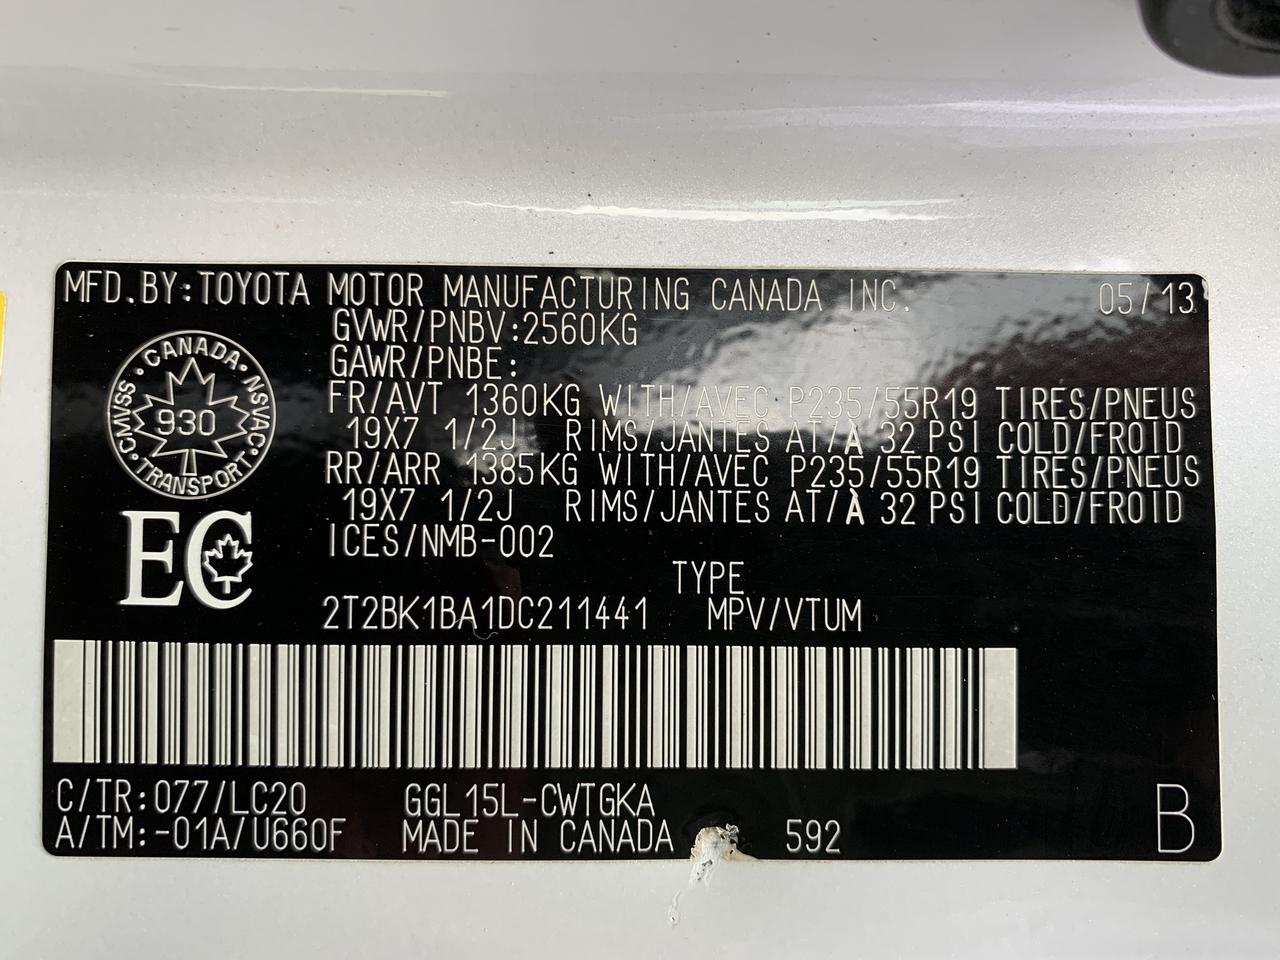 MFD.BY:TOYOTA MOTOR MANUFACTURING CANADA INC. 05/13
GVWR/PNBV:2560KG
GAWR/PNBE:
FR/AVT 1360KG WITH/AVEC P235/55R19 TIRES/PNEUS
19X7 1/2J RIMS/JANTES AT/À 32 PSI COLD/FROID
RR/ARR 1385KG WITH/AVEC P235/55R19 TIRES/PNEUS
19X7 1/2J RIMS/JANTES AT/À 32 PSI COLD/FROID
ICES/NMB-002
CANADA · NSVAC · TRANSPORT · CMVSS
930
EC
TYPE
2T2BK1BA1DC211441 MPV/VTUM
C/TR:077/LC20 GGL15L-CWTGKA
A/TM:-01A/U660F MADE IN CANADA 592
B